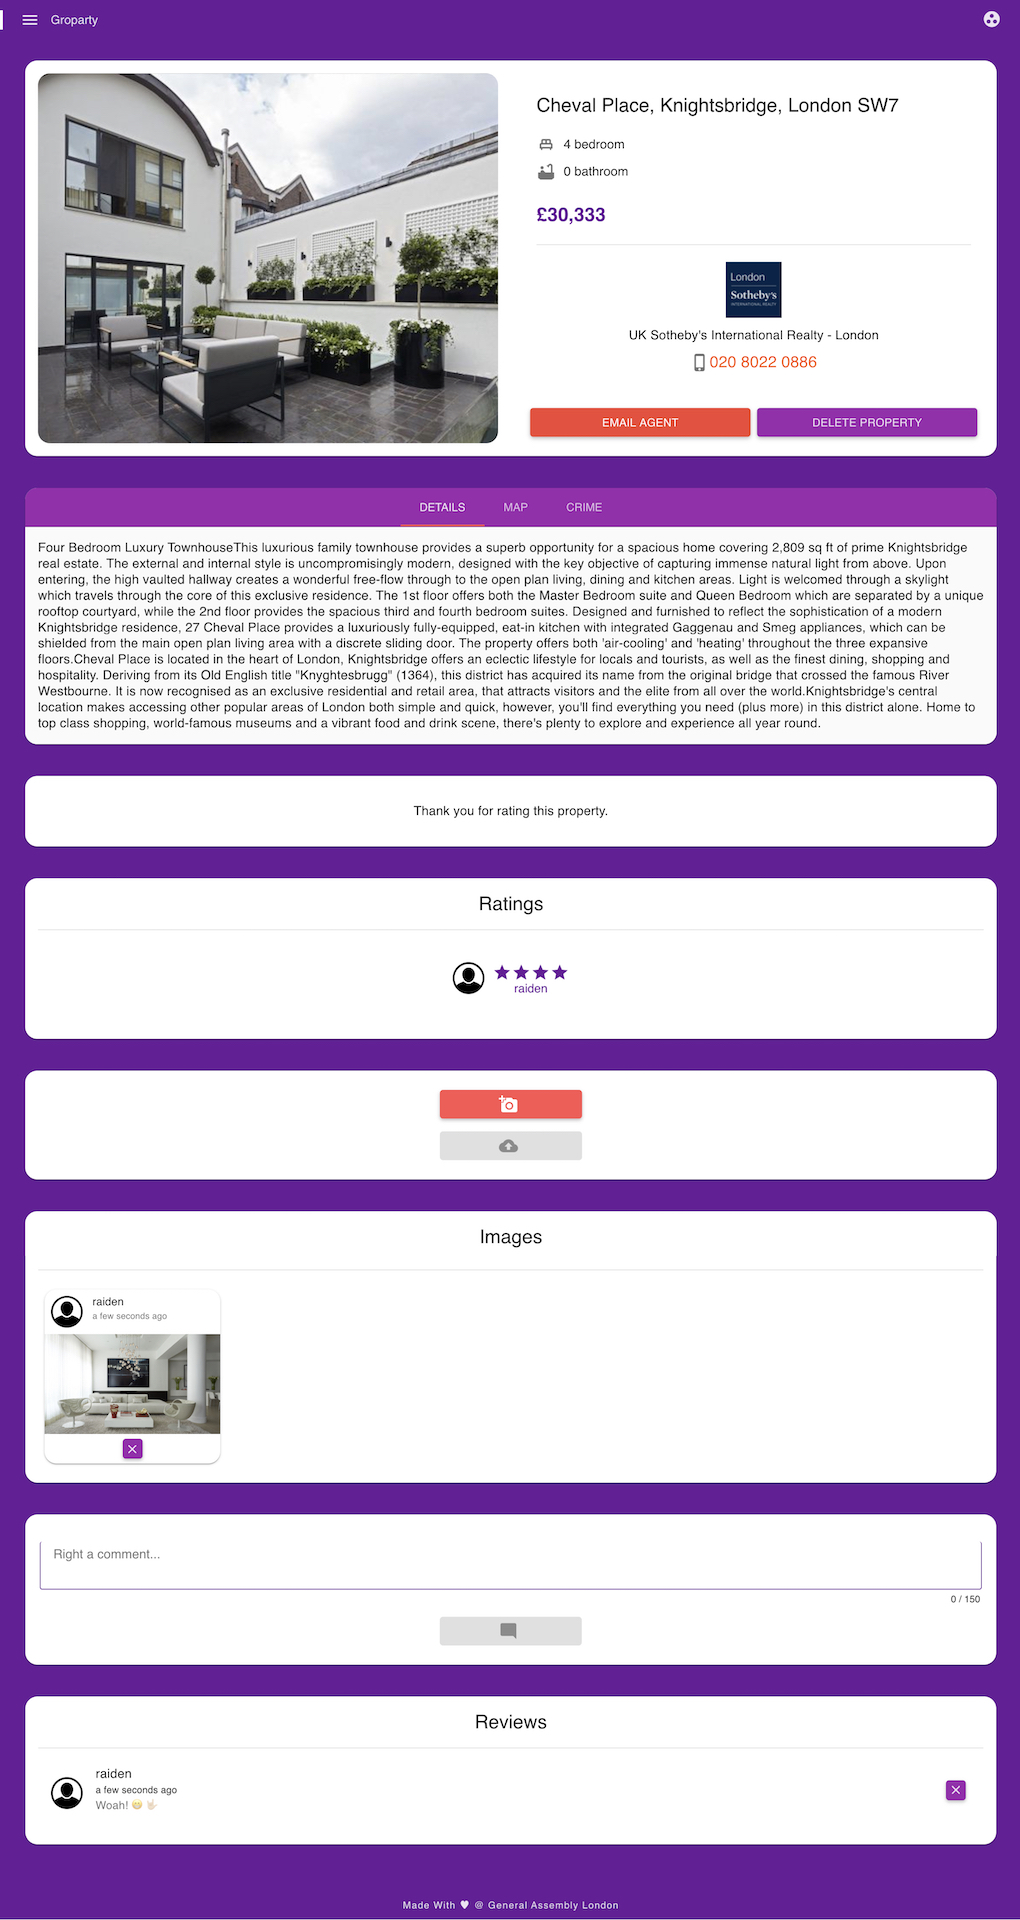 Groparty
Cheval Place, Knightsbridge, London SW7
4 bedroom
0 bathroom
£30,333
London
Sotheby's
INTERNATIONAL REALTY
UK Sotheby's International Realty - London
020 8022 0886
EMAIL AGENT
DELETE PROPERTY
DETAILS
MAP
CRIME
Four Bedroom Luxury TownhouseThis luxurious family townhouse provides a superb opportunity for a spacious home covering 2,809 sq ft of prime Knightsbridge
real estate. The external and internal style is uncompromisingly modern, designed with the key objective of capturing immense natural light from above. Upon
entering, the high vaulted hallway creates a wonderful free-flow through to the open plan living, dining and kitchen areas. Light is welcomed through a skylight
which travels through the core of this exclusive residence. The 1st floor offers both the Master Bedroom suite and Queen Bedroom which are separated by a unique
rooftop courtyard, while the 2nd floor provides the spacious third and fourth bedroom suites. Designed and furnished to reflect the sophistication of a modern
Knightsbridge residence, 27 Cheval Place provides a luxuriously fully-equipped, eat-in kitchen with integrated Gaggenau and Smeg appliances, which can be
shielded from the main open plan living area with a discrete sliding door. The property offers both 'air-cooling' and 'heating' throughout the three expansive
floors.Cheval Place is located in the heart of London, Knightsbridge offers an eclectic lifestyle for locals and tourists, as well as the finest dining, shopping and
hospitality. Deriving from its Old English title "Knyghtesbrugg" (1364), this district has acquired its name from the original bridge that crossed the famous River
Westbourne. It is now recognised as an exclusive residential and retail area, that attracts visitors and the elite from all over the world.Knightsbridge's central
location makes accessing other popular areas of London both simple and quick, however, you'll find everything you need (plus more) in this district alone. Home to
top class shopping, world-famous museums and a vibrant food and drink scene, there's plenty to explore and experience all year round.
Thank you for rating this property.
Ratings
raiden
Images
raiden
a few seconds ago
Right a comment...
0 / 150
Reviews
raiden
a few seconds ago
Woah! 😁 🤟🏻
Made With ♥ @ General Assembly London